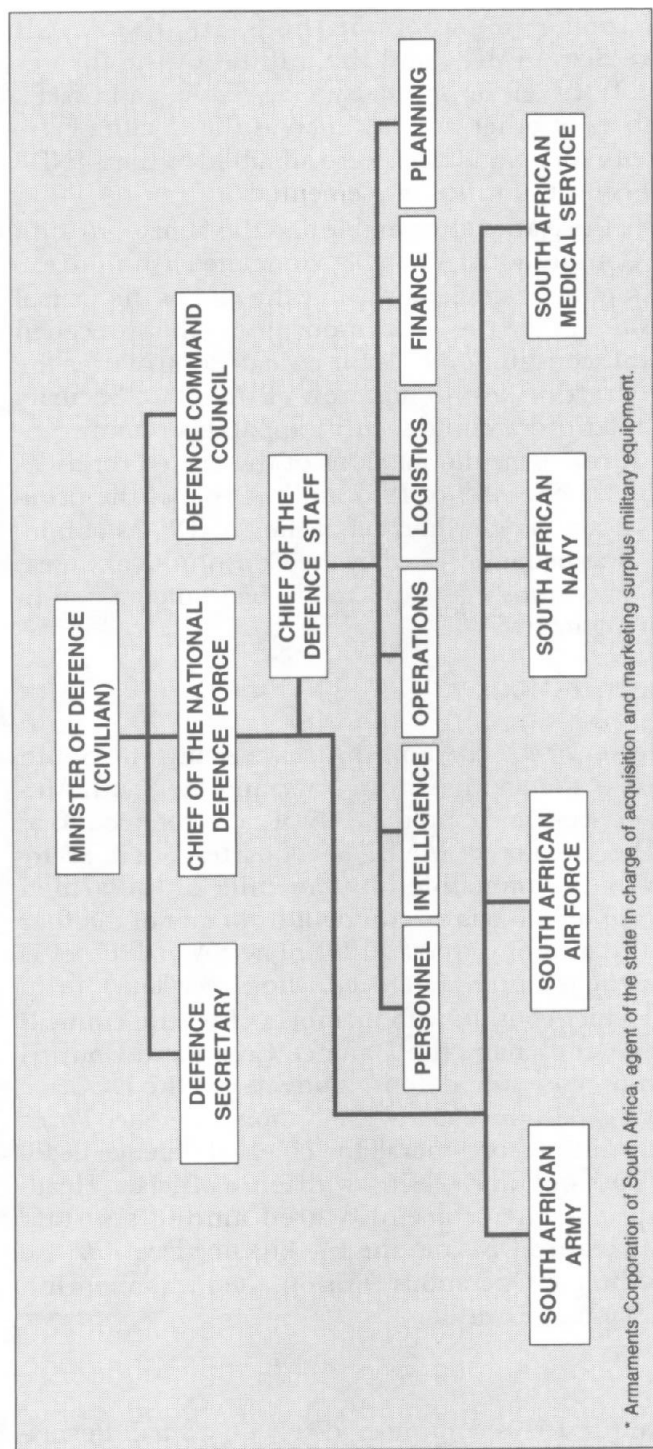 MINISTER OF DEFENCE
(CIVILIAN)
DEFENCE
SECRETARY
CHIEF OF THE NATIONAL
DEFENCE FORCE
DEFENCE COMMAND
COUNCIL
CHIEF OF THE
DEFENCE STAFF
PERSONNEL
INTELLIGENCE
OPERATIONS
LOGISTICS
FINANCE
PLANNING
SOUTH AFRICAN
ARMY
SOUTH AFRICAN
AIR FORCE
SOUTH AFRICAN
NAVY
SOUTH AFRICAN
MEDICAL SERVICE
* Armaments Corporation of South Africa, agent of the state in charge of acquisition and marketing surplus military equipment.